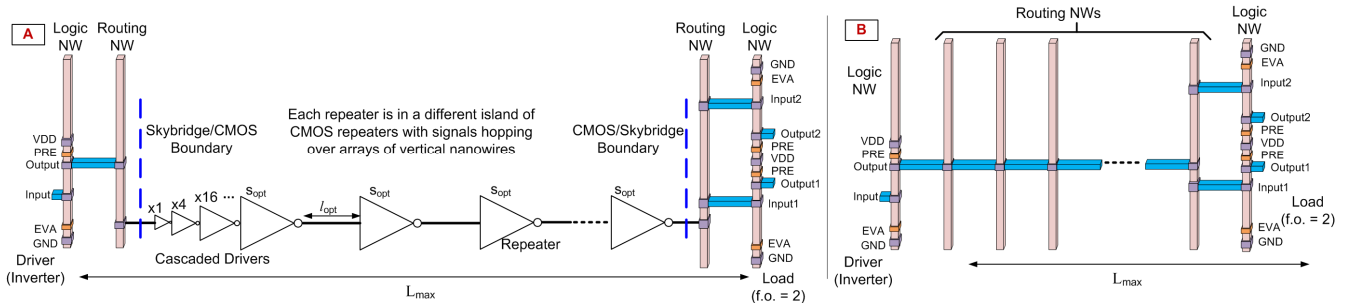 A
Logic
NW
Routing
NW
VDD
PRE
Output
Input
EVA
GND
Driver
(Inverter)
Skybridge/CMOS
Boundary
Each repeater is in a different island of
CMOS repeaters with signals hopping
over arrays of vertical nanowires
CMOS/Skybridge
Boundary
x1
x4
x16
...
sopt
lopt
sopt
sopt
sopt
Cascaded Drivers
Repeater
Lmax
Routing
NW
Logic
NW
GND
EVA
Input2
Output2
PRE
VDD
PRE
Output1
Input1
EVA
GND
Load
(f.o. = 2)
B
Routing NWs
Logic
NW
VDD
PRE
Output
Input
EVA
GND
Driver
(Inverter)
Logic
NW
GND
EVA
Input2
Output2
PRE
VDD
PRE
Output1
Input1
Load
(f.o. = 2)
EVA
GND
Lmax